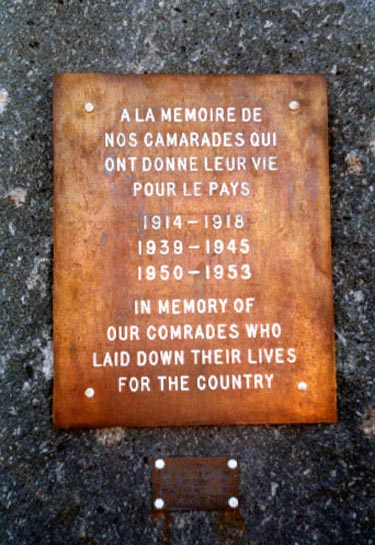 A LA MEMOIRE DE
NOS CAMARADES QUI
ONT DONNE LEUR VIE
POUR LE PAYS
1914-1918
1939-1945
1950-1953
IN MEMORY OF
OUR COMRADES WHO
LAID DOWN THEIR LIVES
FOR THE COUNTRY